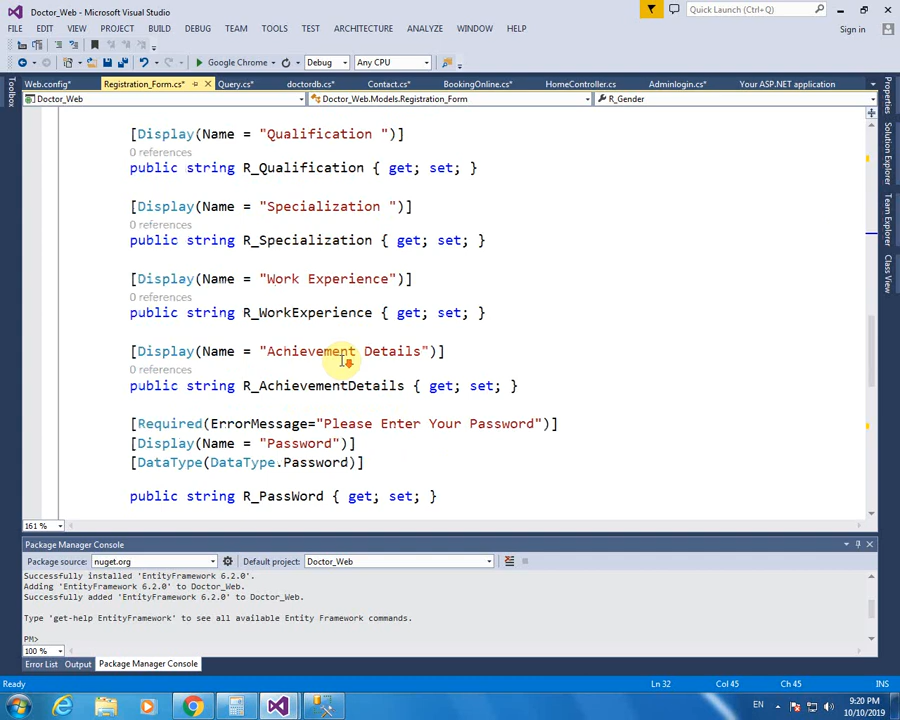 Doctor_Web - Microsoft Visual Studio
Quick Launch (Ctrl+Q)
FILE EDIT VIEW PROJECT BUILD DEBUG TEAM TOOLS TEST ARCHITECTURE ANALYZE WINDOW HELP
Sign in
Google Chrome Debug Any CPU
Web.config* Registration_Form.cs* Query.cs* doctordb.cs* Contact.cs* BookingOnline.cs* HomeController.cs Adminlogin.cs* Your ASP.NET application
Doctor_Web Doctor_Web.Models.Registration_Form R_Gender
Toolbox
Properties
Solution Explorer
Team Explorer
Class View
[Display(Name = "Qualification ")]
0 references
public string R_Qualification { get; set; }
[Display(Name = "Specialization ")]
0 references
public string R_Specialization { get; set; }
[Display(Name = "Work Experience")]
0 references
public string R_WorkExperience { get; set; }
[Display(Name = "Achievement Details")]
0 references
public string R_AchievementDetails { get; set; }
[Required(ErrorMessage="Please Enter Your Password")]
[Display(Name = "Password")]
[DataType(DataType.Password)]
public string R_PassWord { get; set; }
161 %
Package Manager Console
Package source: nuget.org Default project: Doctor_Web
Successfully installed 'EntityFramework 6.2.0'.
Adding 'EntityFramework 6.2.0' to Doctor_Web.
Successfully added 'EntityFramework 6.2.0' to Doctor_Web.
Type 'get-help EntityFramework' to see all available Entity Framework commands.
PM>
100 %
Error List Output Package Manager Console
Ready Ln 32 Col 45 Ch 45 INS
EN 9:20 PM
10/10/2019